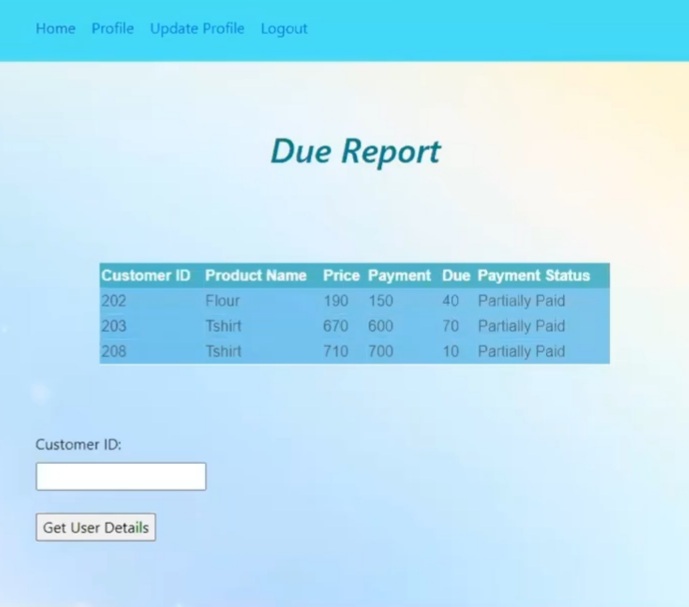 Home Profile Update Profile Logout
Due Report
Customer ID Product Name Price Payment Due Payment Status
202 Flour 190 150 40 Partially Paid
203 Tshirt 670 600 70 Partially Paid
208 Tshirt 710 700 10 Partially Paid
Customer ID:
Get User Details